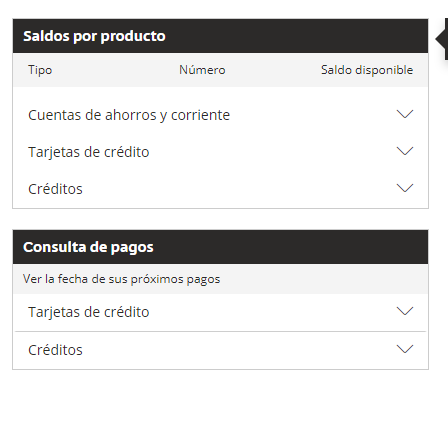 Saldos por producto
Tipo Número Saldo disponible
Cuentas de ahorros y corriente
Tarjetas de crédito
Créditos
Consulta de pagos
Ver la fecha de sus próximos pagos
Tarjetas de crédito
Créditos